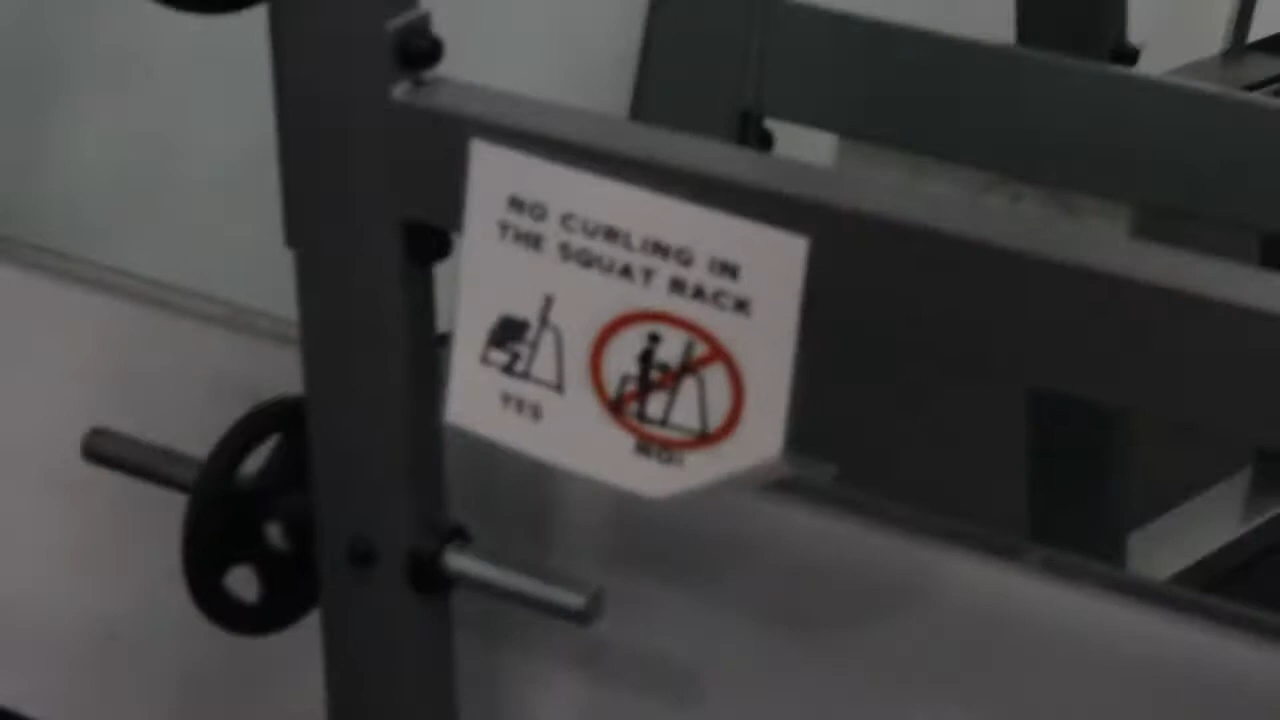 NO CURLING IN
THE SQUAT RACK
YES
NO!